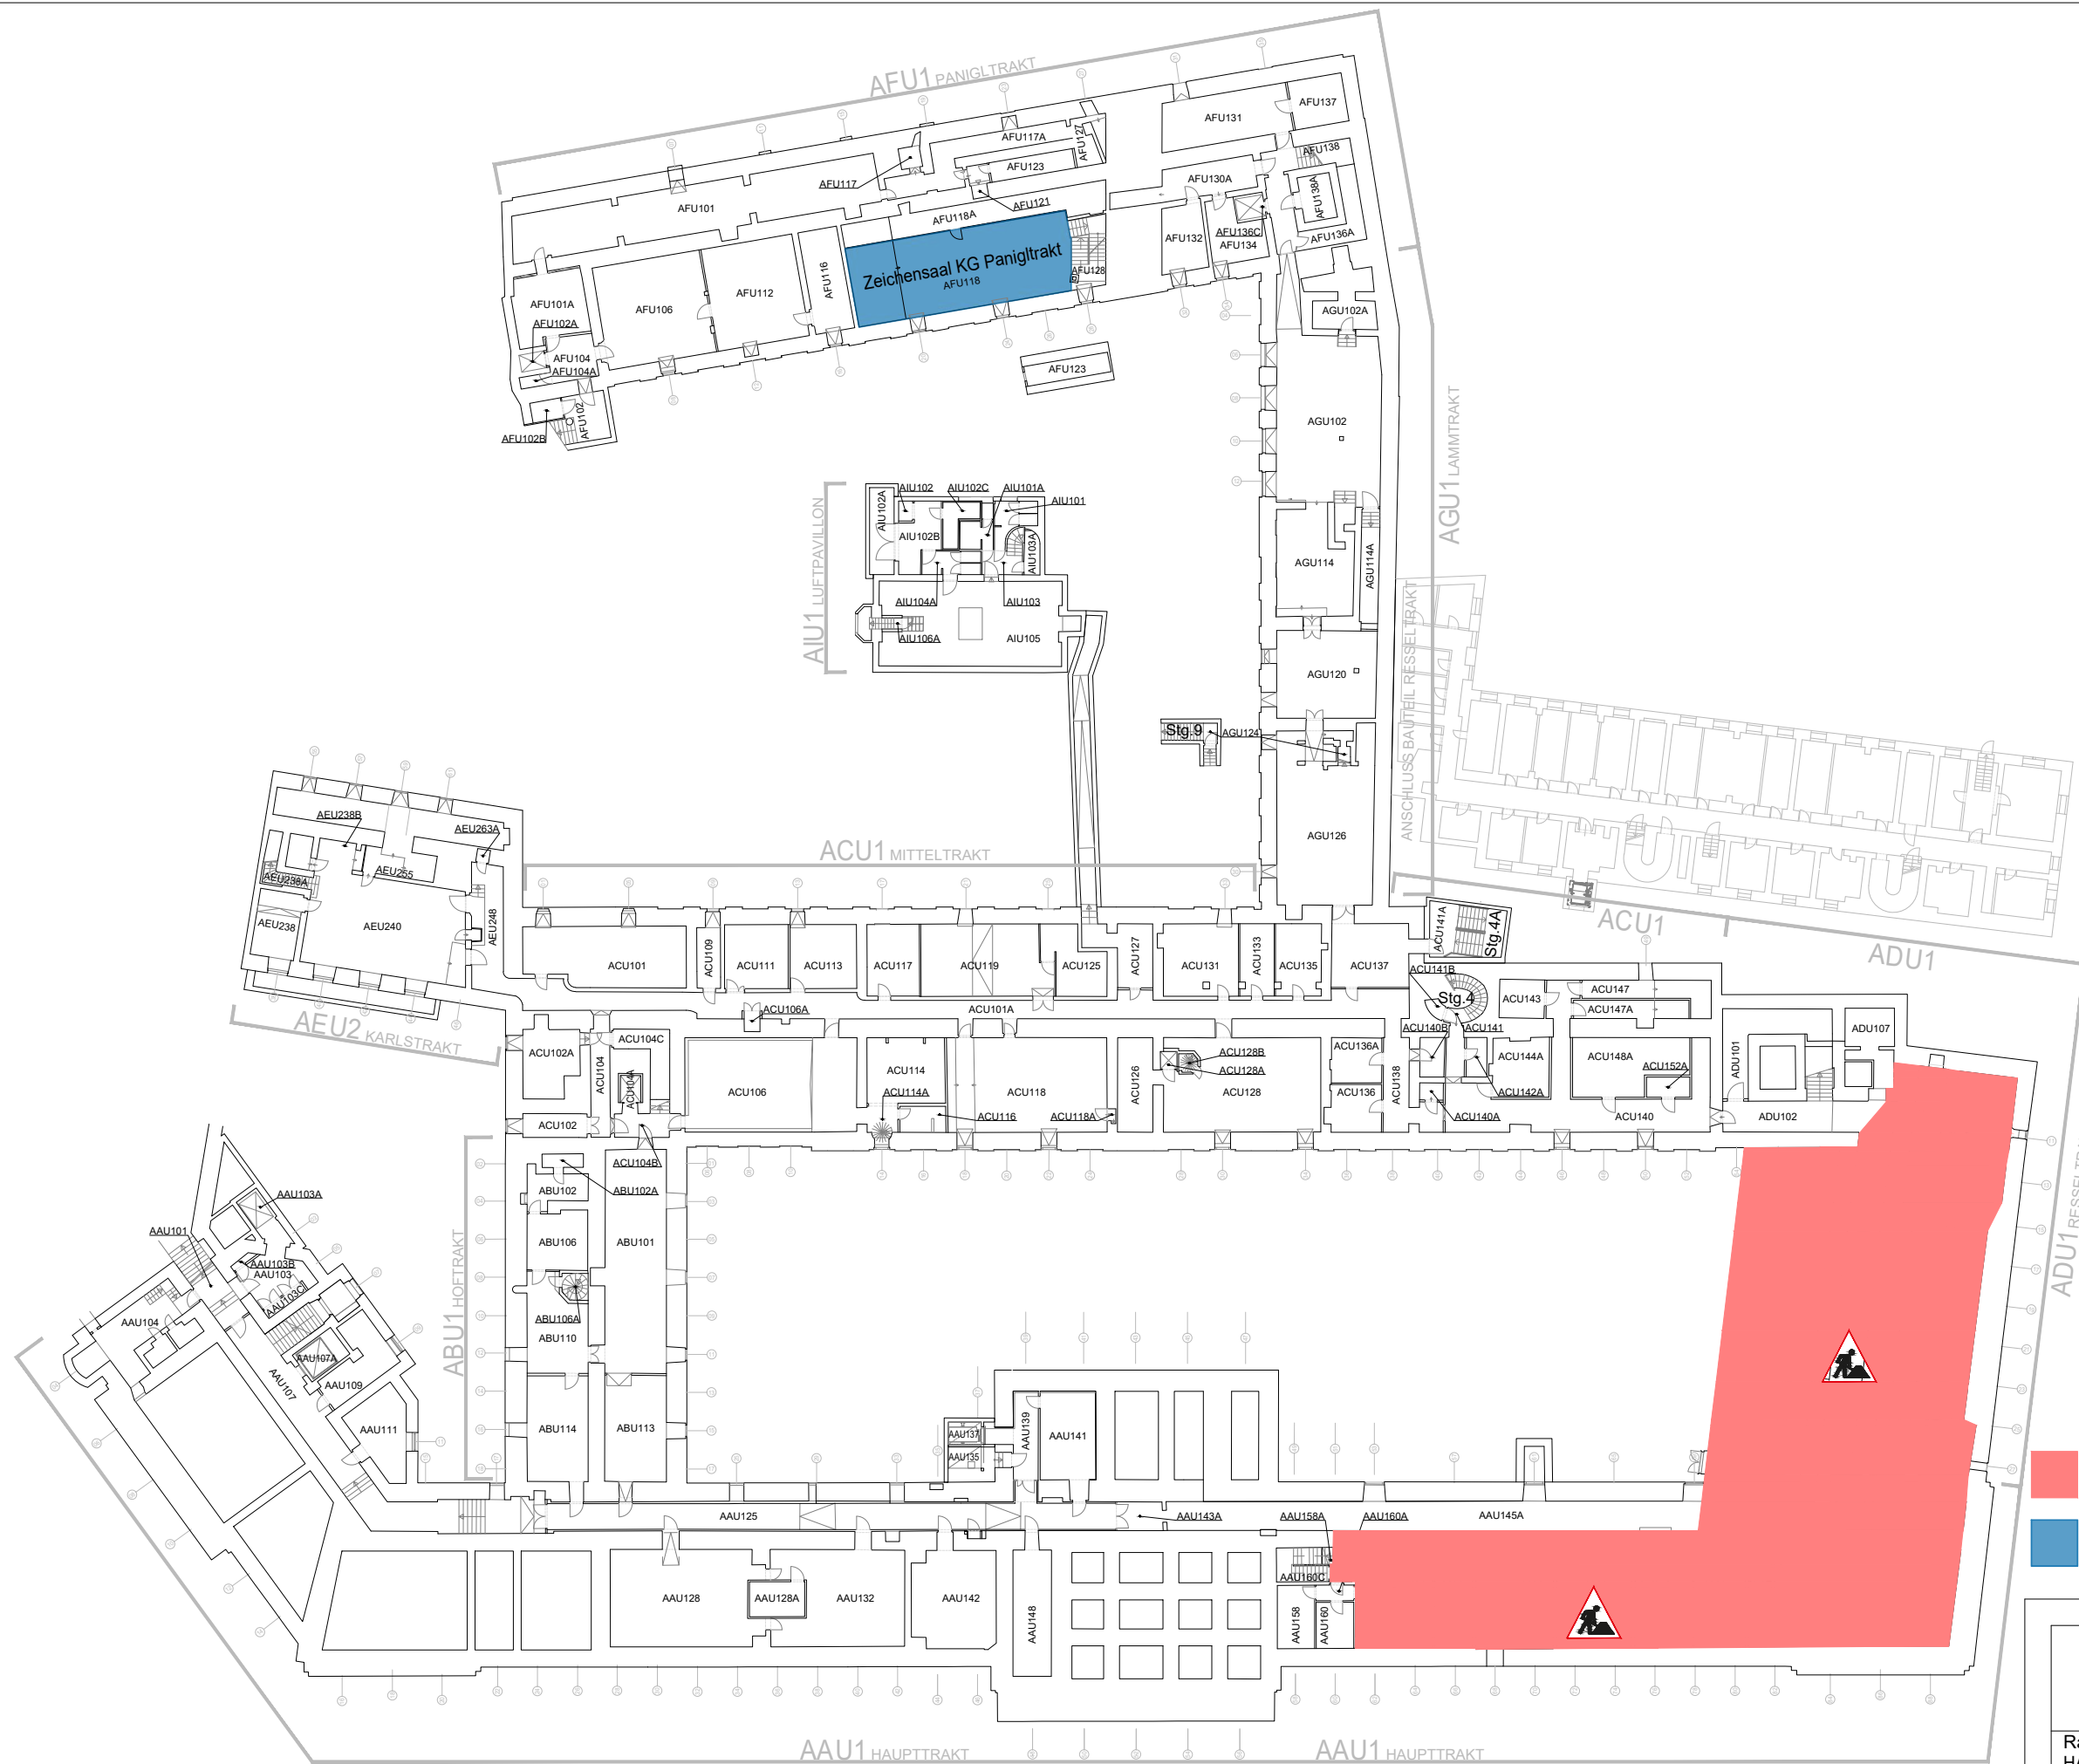 AFU1 PANIGLTRAKT
AFU137
AFU131
AFU117A
AFU127
AFU138
AFU123
AFU117
AFU130A
AFU138A
AFU121
AFU101
AFU118A
AFU136C
AFU136A
AFU132
AFU134
AFU116
Zeichensaal KG Panigltrakt
AFU118
AFU128
AFU112
AFU106
AFU101A
AFU102A
AFU104
AFU104A
AFU102
AFU102B
AFU123
AGU102A
AGU102
AGU1 LAMMTRAKT
AIU1 LUFTPAVILLON
AIU102A
AIU102
AIU102C
AIU101A
AIU101
AIU102B
AIU103A
AIU104A
AIU103
AIU106A
AIU105
AGU114
AGU114A
AGU120
Stg.9
AGU124
AGU126
ANSCHLUSS BAUTEIL RESSELTRAKT
ACU1
ADU1
AEU238B
AEU263A
AEU255
AEU238A
AEU238
AEU240
AEU248
AEU2 KARLSTRAKT
ACU1 MITTELTRAKT
ACU101
ACU109
ACU111
ACU113
ACU117
ACU119
ACU125
ACU127
ACU131
ACU133
ACU135
ACU137
ACU141A
Stg.4A
ACU141B
Stg.4
ACU143
ACU147
ACU147A
ACU106A
ACU101A
ACU140B
ACU141
ADU107
ACU102A
ACU104
ACU104C
ACU104A
ACU106
ACU114
ACU114A
ACU116
ACU118
ACU118A
ACU126
ACU128B
ACU128A
ACU128
ACU136A
ACU136
ACU138
ACU144A
ACU142A
ACU140A
ACU148A
ACU152A
ACU140
ADU101
ADU102
ACU102
ACU104B
ABU102A
ABU102
ABU106
ABU101
ABU106A
ABU110
ABU114
ABU113
ABU1 HOFTRAKT
AAU103A
AAU101
AAU103B
AAU103
AAU103C
AAU104
AAU107A
AAU107
AAU109
AAU111
AAU137
AAU135
AAU139
AAU141
AAU125
AAU143A
AAU158A
AAU160A
AAU145A
AAU160C
AAU158
AAU160
AAU128
AAU128A
AAU132
AAU142
AAU148
AAU1 HAUPTTRAKT
AAU1 HAUPTTRAKT